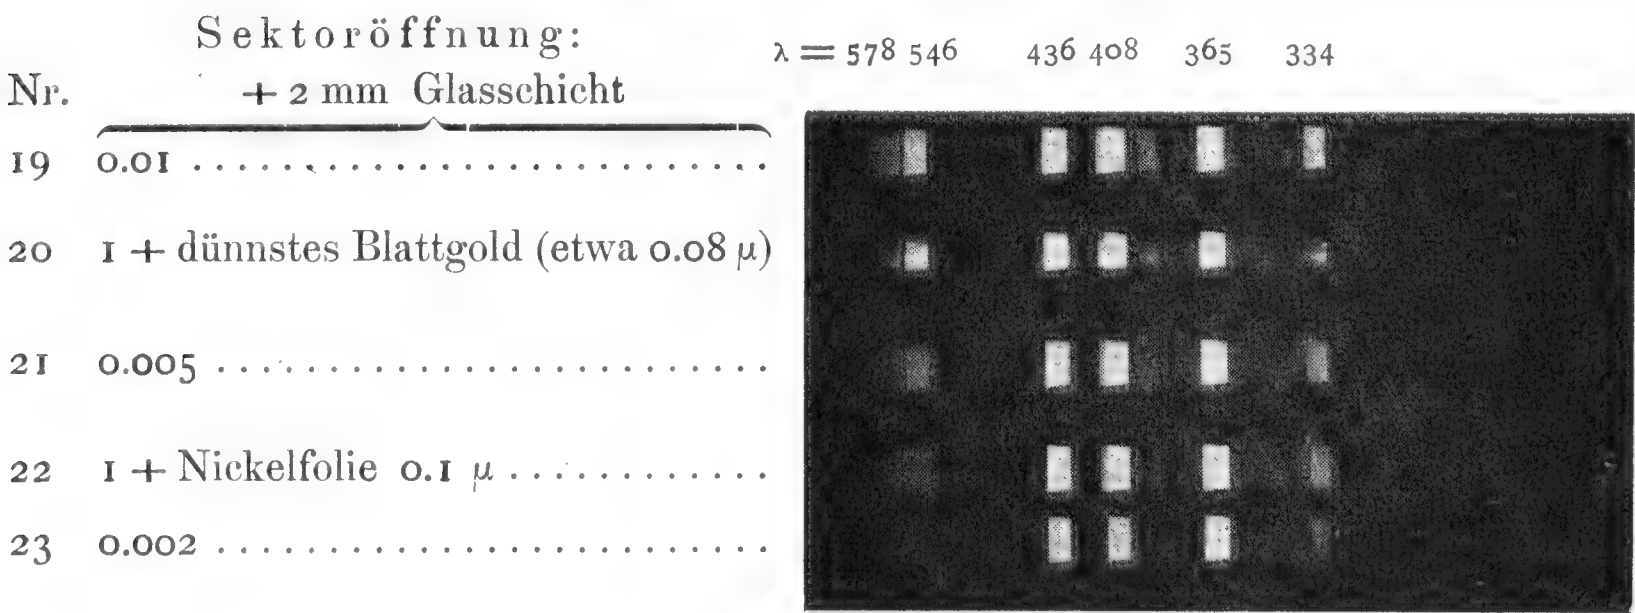 Sektoröffnung:
λ = 578 546 436 408 365 334
Nr. + 2 mm Glasschicht
19 0.01 . . . . . . . . . . . . . . . . . . . . . . . . . .
20 1 + dünnstes Blattgold (etwa 0.08 μ)
21 0.005 . . . . . . . . . . . . . . . . . . . . . . . . .
22 1 + Nickelfolie 0.1 μ . . . . . . . . . . . .
23 0.002 . . . . . . . . . . . . . . . . . . . . . . . . .